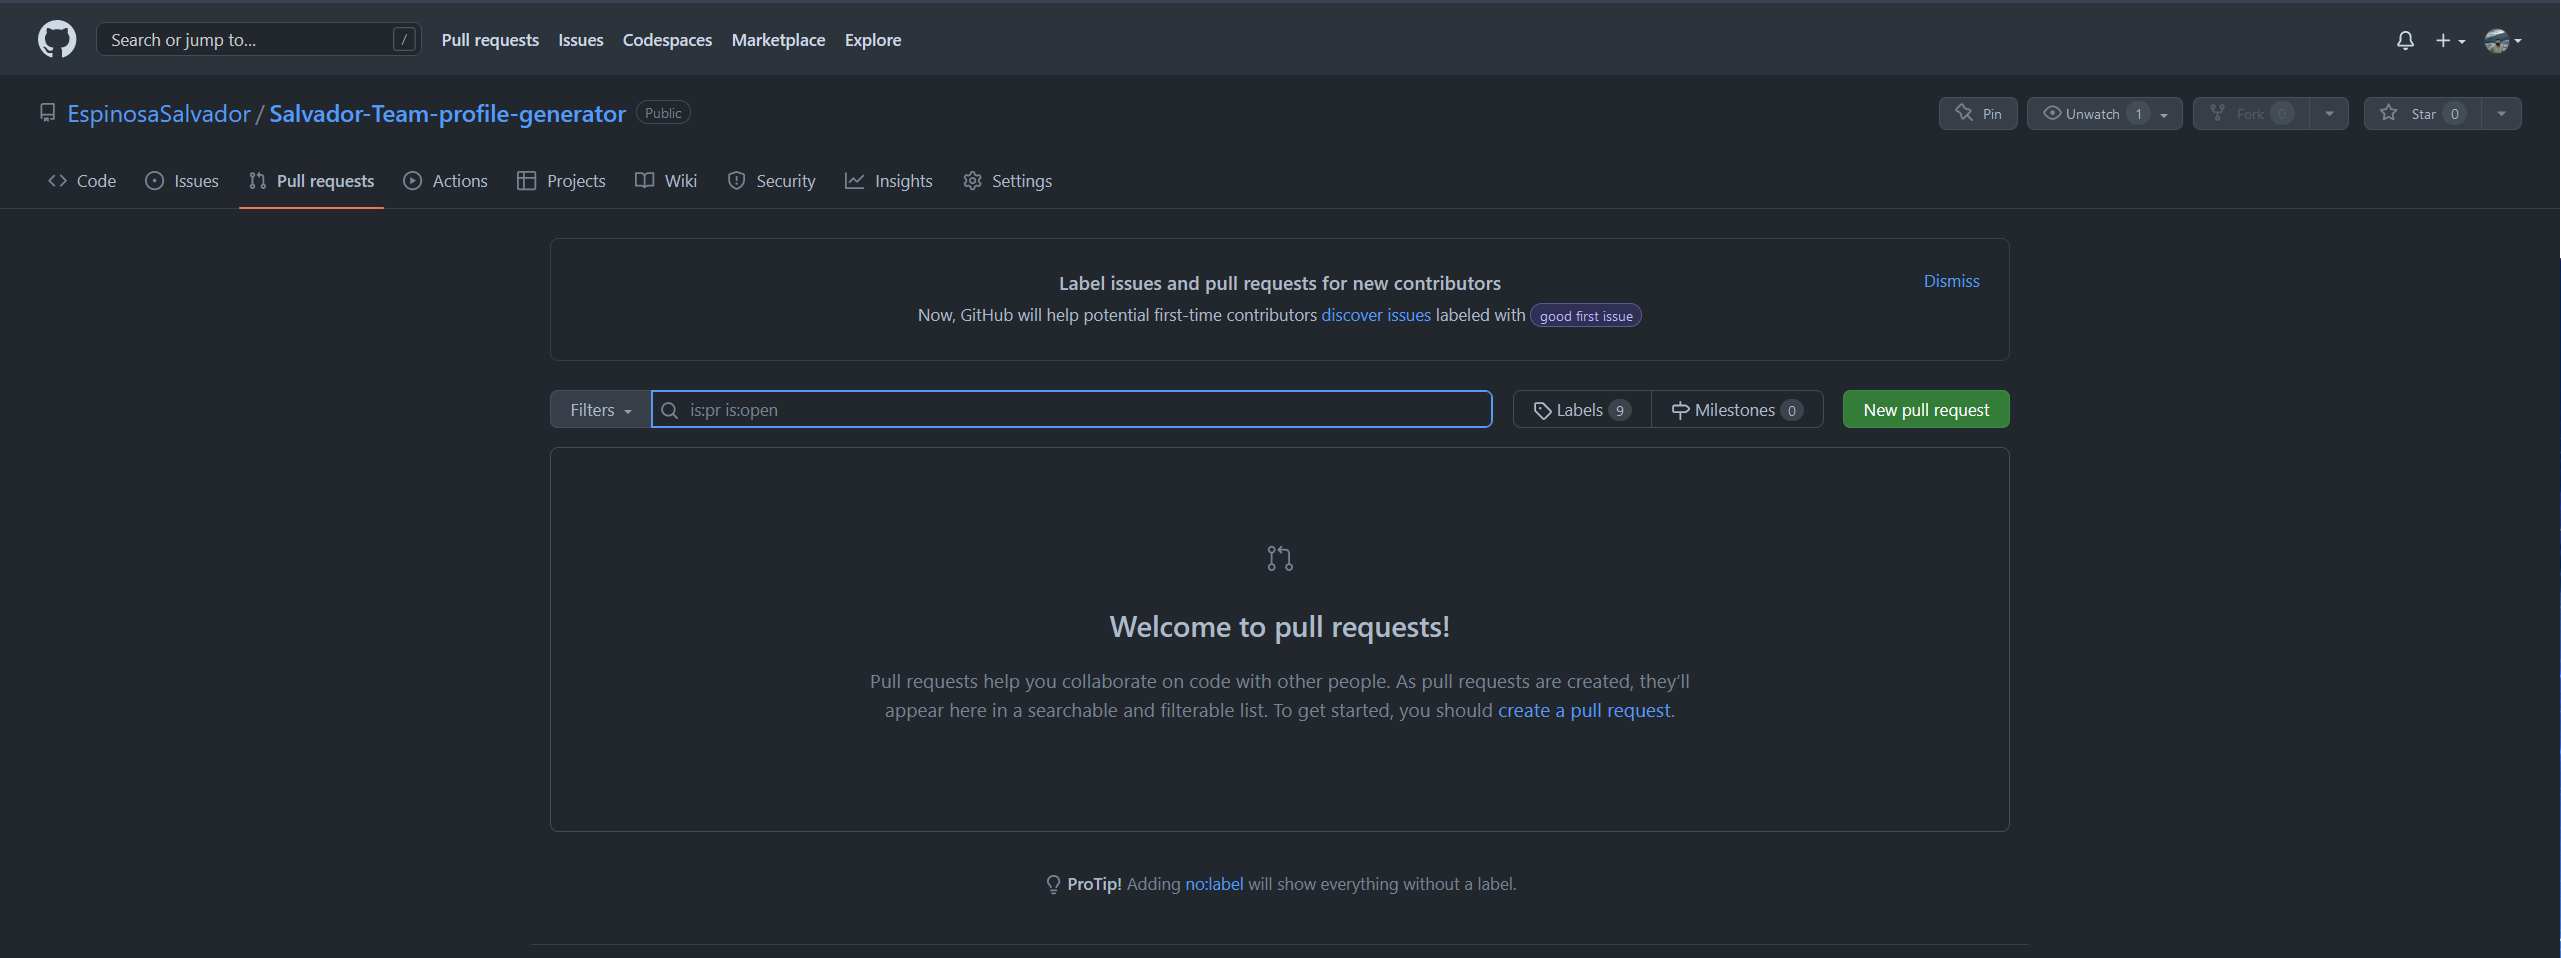 Search or jump to... / Pull requests Issues Codespaces Marketplace Explore
EspinosaSalvador / Salvador-Team-profile-generator Public Pin Unwatch 1 Fork 0 Star 0
Code Issues Pull requests Actions Projects Wiki Security Insights Settings
Label issues and pull requests for new contributors Dismiss
Now, GitHub will help potential first-time contributors discover issues labeled with good first issue
Filters is:pr is:open Labels 9 Milestones 0 New pull request
Welcome to pull requests!
Pull requests help you collaborate on code with other people. As pull requests are created, they’ll
appear here in a searchable and filterable list. To get started, you should create a pull request.
ProTip! Adding no:label will show everything without a label.